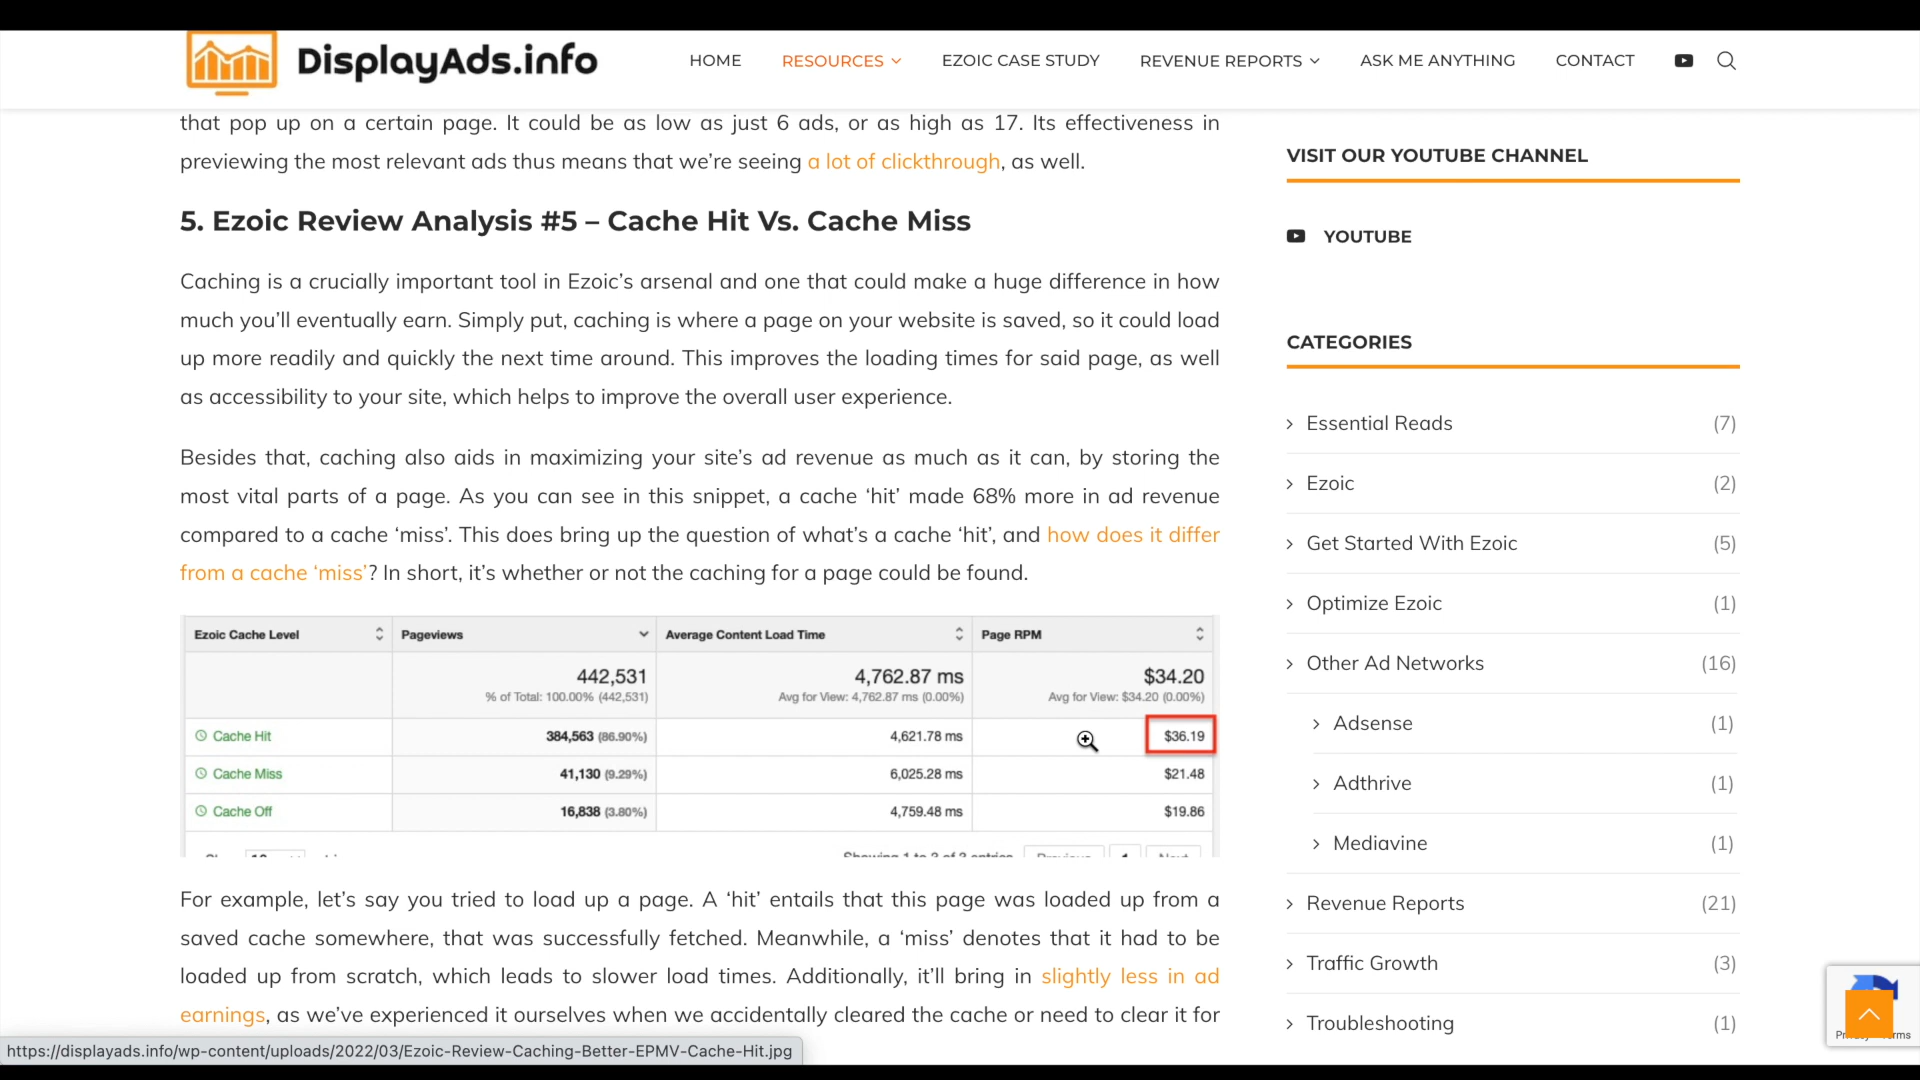 DisplayAds.info
HOME
RESOURCES
EZOIC CASE STUDY
REVENUE REPORTS
ASK ME ANYTHING
CONTACT
that pop up on a certain page. It could be as low as just 6 ads, or as high as 17. Its effectiveness in
previewing the most relevant ads thus means that we’re seeing a lot of clickthrough, as well.
5. Ezoic Review Analysis #5 – Cache Hit Vs. Cache Miss
Caching is a crucially important tool in Ezoic’s arsenal and one that could make a huge difference in how
much you’ll eventually earn. Simply put, caching is where a page on your website is saved, so it could load
up more readily and quickly the next time around. This improves the loading times for said page, as well
as accessibility to your site, which helps to improve the overall user experience.
Besides that, caching also aids in maximizing your site’s ad revenue as much as it can, by storing the
most vital parts of a page. As you can see in this snippet, a cache ‘hit’ made 68% more in ad revenue
compared to a cache ‘miss’. This does bring up the question of what’s a cache ‘hit’, and how does it differ
from a cache ‘miss’? In short, it’s whether or not the caching for a page could be found.
Ezoic Cache Level Pageviews Average Content Load Time Page RPM
442,531 4,762.87 ms $34.20
% of Total: 100.00% (442,531) Avg for View: 4,762.87 ms (0.00%) Avg for View: $34.20 (0.00%)
Cache Hit 384,563 (86.90%) 4,621.78 ms $36.19
Cache Miss 41,130 (9.29%) 6,025.28 ms $21.48
Cache Off 16,838 (3.80%) 4,759.48 ms $19.86
Showing 1 to 3 of 3 entries Previous 1 Next
For example, let’s say you tried to load up a page. A ‘hit’ entails that this page was loaded up from a
saved cache somewhere, that was successfully fetched. Meanwhile, a ‘miss’ denotes that it had to be
loaded up from scratch, which leads to slower load times. Additionally, it’ll bring in slightly less in ad
earnings, as we’ve experienced it ourselves when we accidentally cleared the cache or need to clear it for
https://displayads.info/wp-content/uploads/2022/03/Ezoic-Review-Caching-Better-EPMV-Cache-Hit.jpg
VISIT OUR YOUTUBE CHANNEL
YOUTUBE
CATEGORIES
Essential Reads (7)
Ezoic (2)
Get Started With Ezoic (5)
Optimize Ezoic (1)
Other Ad Networks (16)
Adsense (1)
Adthrive (1)
Mediavine (1)
Revenue Reports (21)
Traffic Growth (3)
Troubleshooting (1)